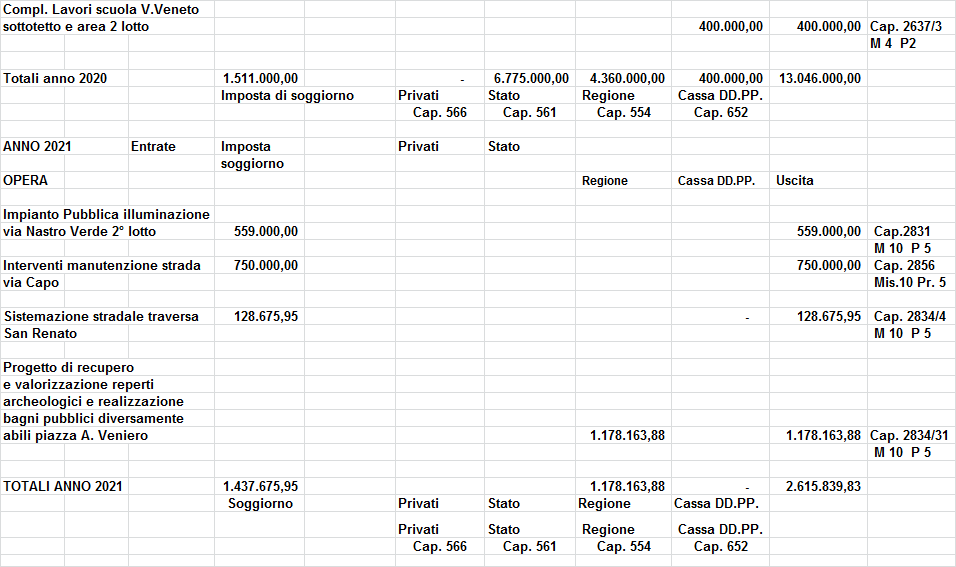 Compl. Lavori scuola V.Veneto
sottotetto e area 2 lotto 400.000,00 400.000,00 Cap. 2637/3
M 4 P2
Totali anno 2020 1.511.000,00 - 6.775.000,00 4.360.000,00 400.000,00 13.046.000,00
Imposta di soggiorno Privati Stato Regione Cassa DD.PP.
Cap. 566 Cap. 561 Cap. 554 Cap. 652
ANNO 2021 Entrate Imposta Privati Stato
soggiorno
OPERA Regione Cassa DD.PP. Uscita
Impianto Pubblica illuminazione
via Nastro Verde 2° lotto 559.000,00 559.000,00 Cap.2831
M 10 P 5
Interventi manutenzione strada 750.000,00 750.000,00 Cap. 2856
via Capo Mis.10 Pr. 5
Sistemazione stradale traversa 128.675,95 - 128.675,95 Cap. 2834/4
San Renato M 10 P 5
Progetto di recupero
e valorizzazione reperti
archeologici e realizzazione
bagni pubblici diversamente
abili piazza A. Veniero 1.178.163,88 1.178.163,88 Cap. 2834/31
M 10 P 5
TOTALI ANNO 2021 1.437.675,95 1.178.163,88 - 2.615.839,83
Soggiorno Privati Stato Regione Cassa DD.PP.
Privati Stato Regione Cassa DD.PP.
Cap. 566 Cap. 561 Cap. 554 Cap. 652